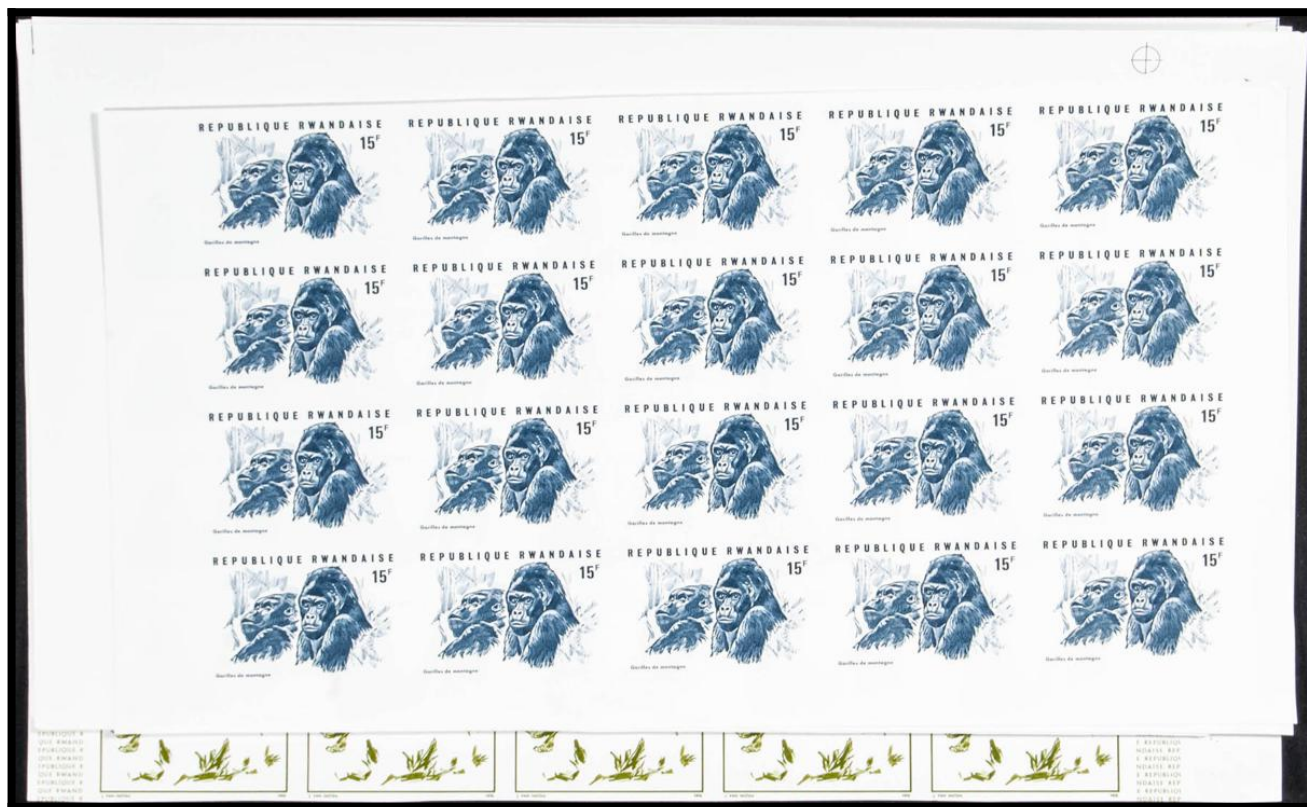 REPUBLIQUE RWANDAISE REPUBLIQUE RWANDAISE REPUBLIQUE RWANDAISE REPUBLIQUE RWANDAISE REPUBLIQUE RWANDAISE
15F 15F 15F 15F 15F
Gorilles de montagne Gorilles de montagne Gorilles de montagne Gorilles de montagne Gorilles de montagne
REPUBLIQUE RWANDAISE REPUBLIQUE RWANDAISE REPUBLIQUE RWANDAISE REPUBLIQUE RWANDAISE REPUBLIQUE RWANDAISE
15F 15F 15F 15F 15F
Gorilles de montagne Gorilles de montagne Gorilles de montagne Gorilles de montagne Gorilles de montagne
REPUBLIQUE RWANDAISE REPUBLIQUE RWANDAISE REPUBLIQUE RWANDAISE REPUBLIQUE RWANDAISE REPUBLIQUE RWANDAISE
15F 15F 15F 15F 15F
Gorilles de montagne Gorilles de montagne Gorilles de montagne Gorilles de montagne Gorilles de montagne
REPUBLIQUE RWANDAISE REPUBLIQUE RWANDAISE REPUBLIQUE RWANDAISE REPUBLIQUE RWANDAISE REPUBLIQUE RWANDAISE
15F 15F 15F 15F 15F
Gorilles de montagne Gorilles de montagne Gorilles de montagne Gorilles de montagne Gorilles de montagne